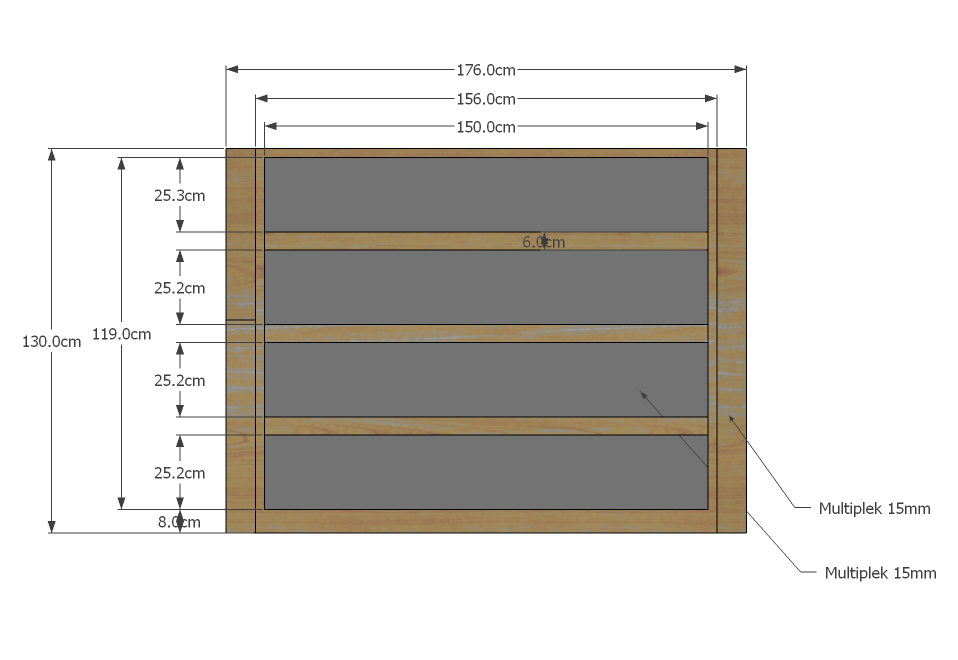 176.0cm
156.0cm
150.0cm
25.3cm
6.0cm
25.2cm
130.0cm
119.0cm
25.2cm
25.2cm
8.0cm
Multiplek 15mm
Multiplek 15mm